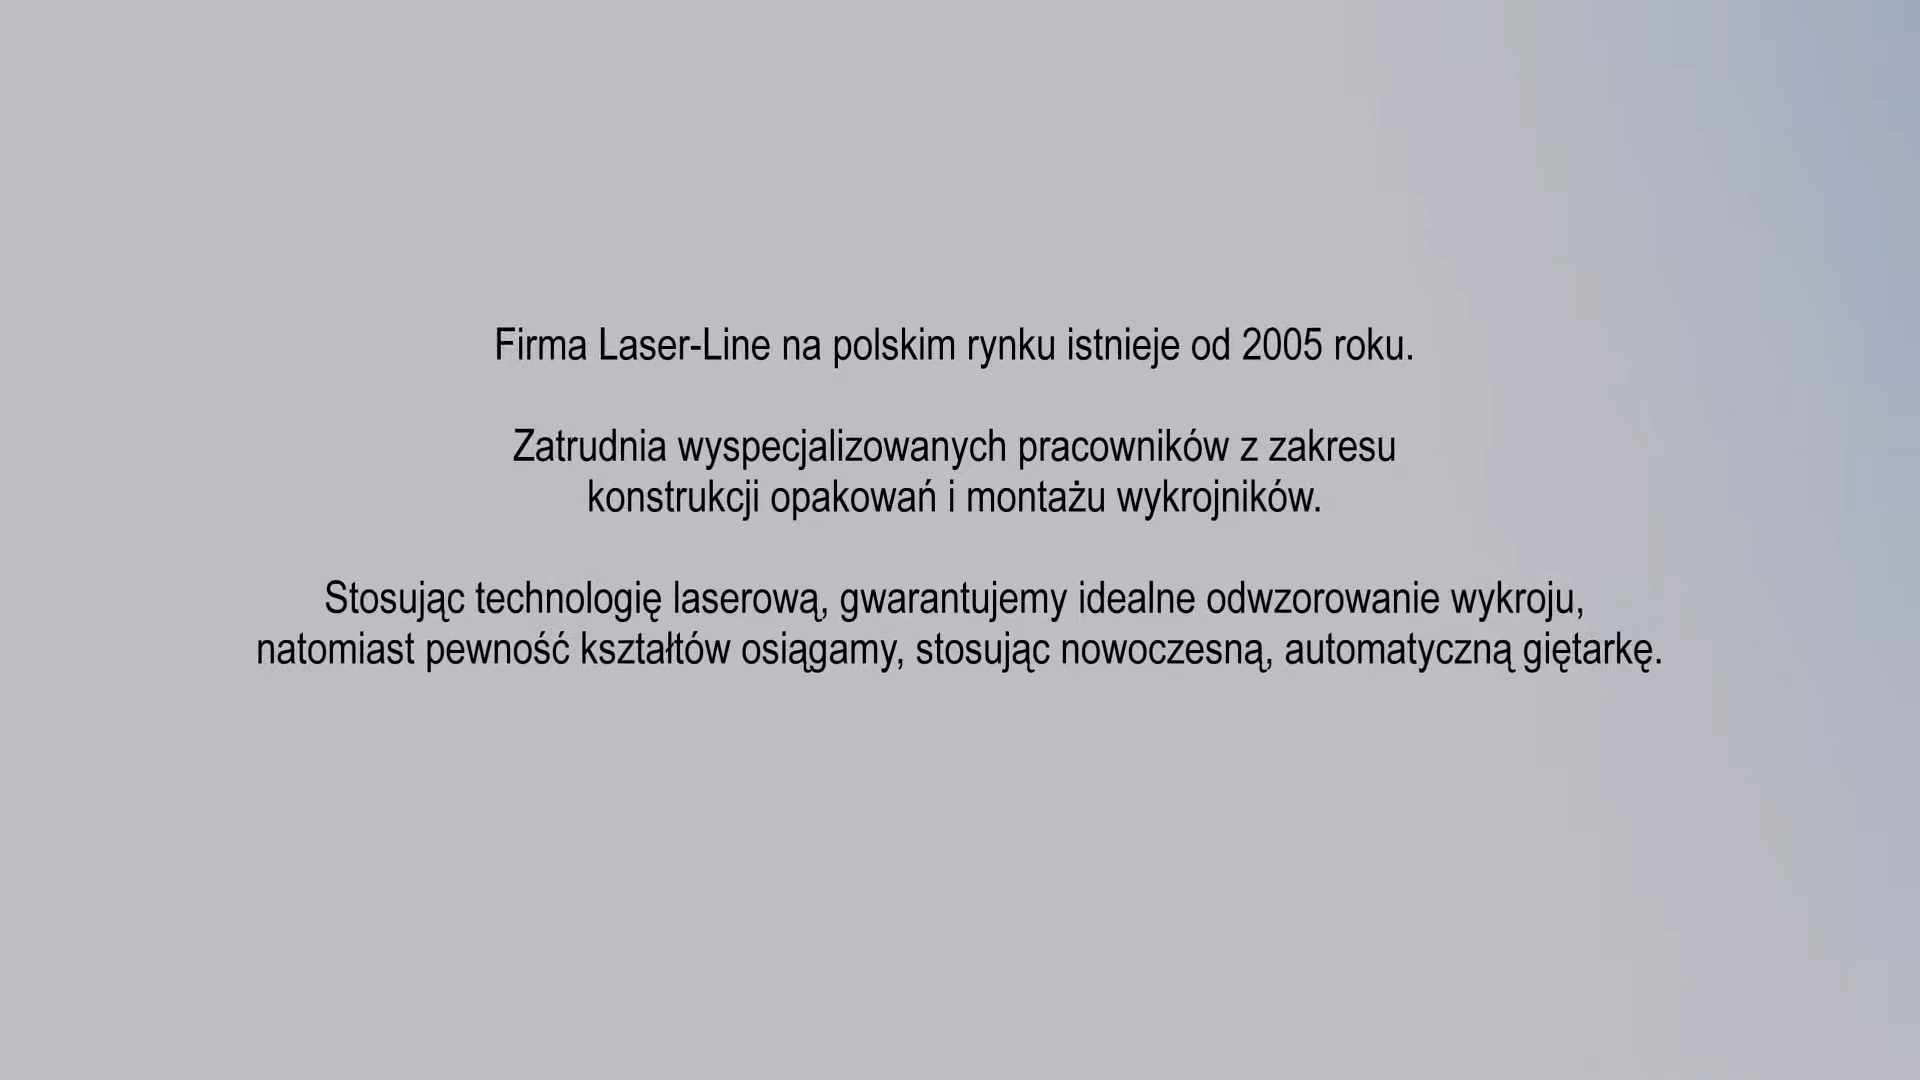 Firma Laser-Line na polskim rynku istnieje od 2005 roku.
Zatrudnia wyspecjalizowanych pracowników z zakresu
konstrukcji opakowań i montażu wykrojników.
Stosując technologię laserową, gwarantujemy idealne odwzorowanie wykroju,
natomiast pewność kształtów osiągamy, stosując nowoczesną, automatyczną giętarkę.